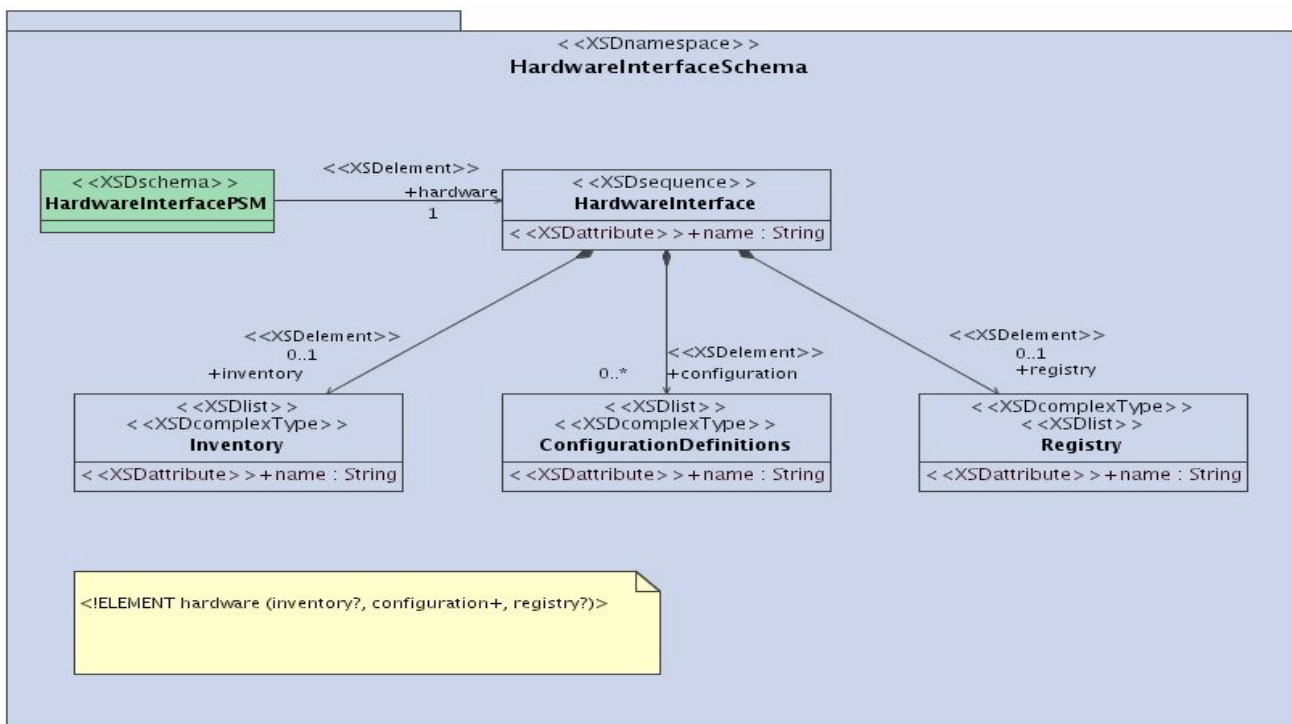 < <XSDnamespace> >
HardwareInterfaceSchema
<<XSDelement>>
+hardware
1
< <XSDschema> >
HardwareInterfacePSM
< <XSDsequence> >
HardwareInterface
< <XSDattribute> > +name : String
<<XSDelement>>
0..1
+inventory
<<XSDelement>>
0..* +configuration
<<XSDelement>>
0..1
+registry
< <XSDlist> >
< <XSDcomplexType> >
Inventory
< <XSDattribute> > +name : String
< <XSDlist> >
< <XSDcomplexType> >
ConfigurationDefinitions
< <XSDattribute> > +name : String
< <XSDcomplexType> >
< <XSDlist> >
Registry
< <XSDattribute> > +name : String
<!ELEMENT hardware (inventory?, configuration+, registry?)>